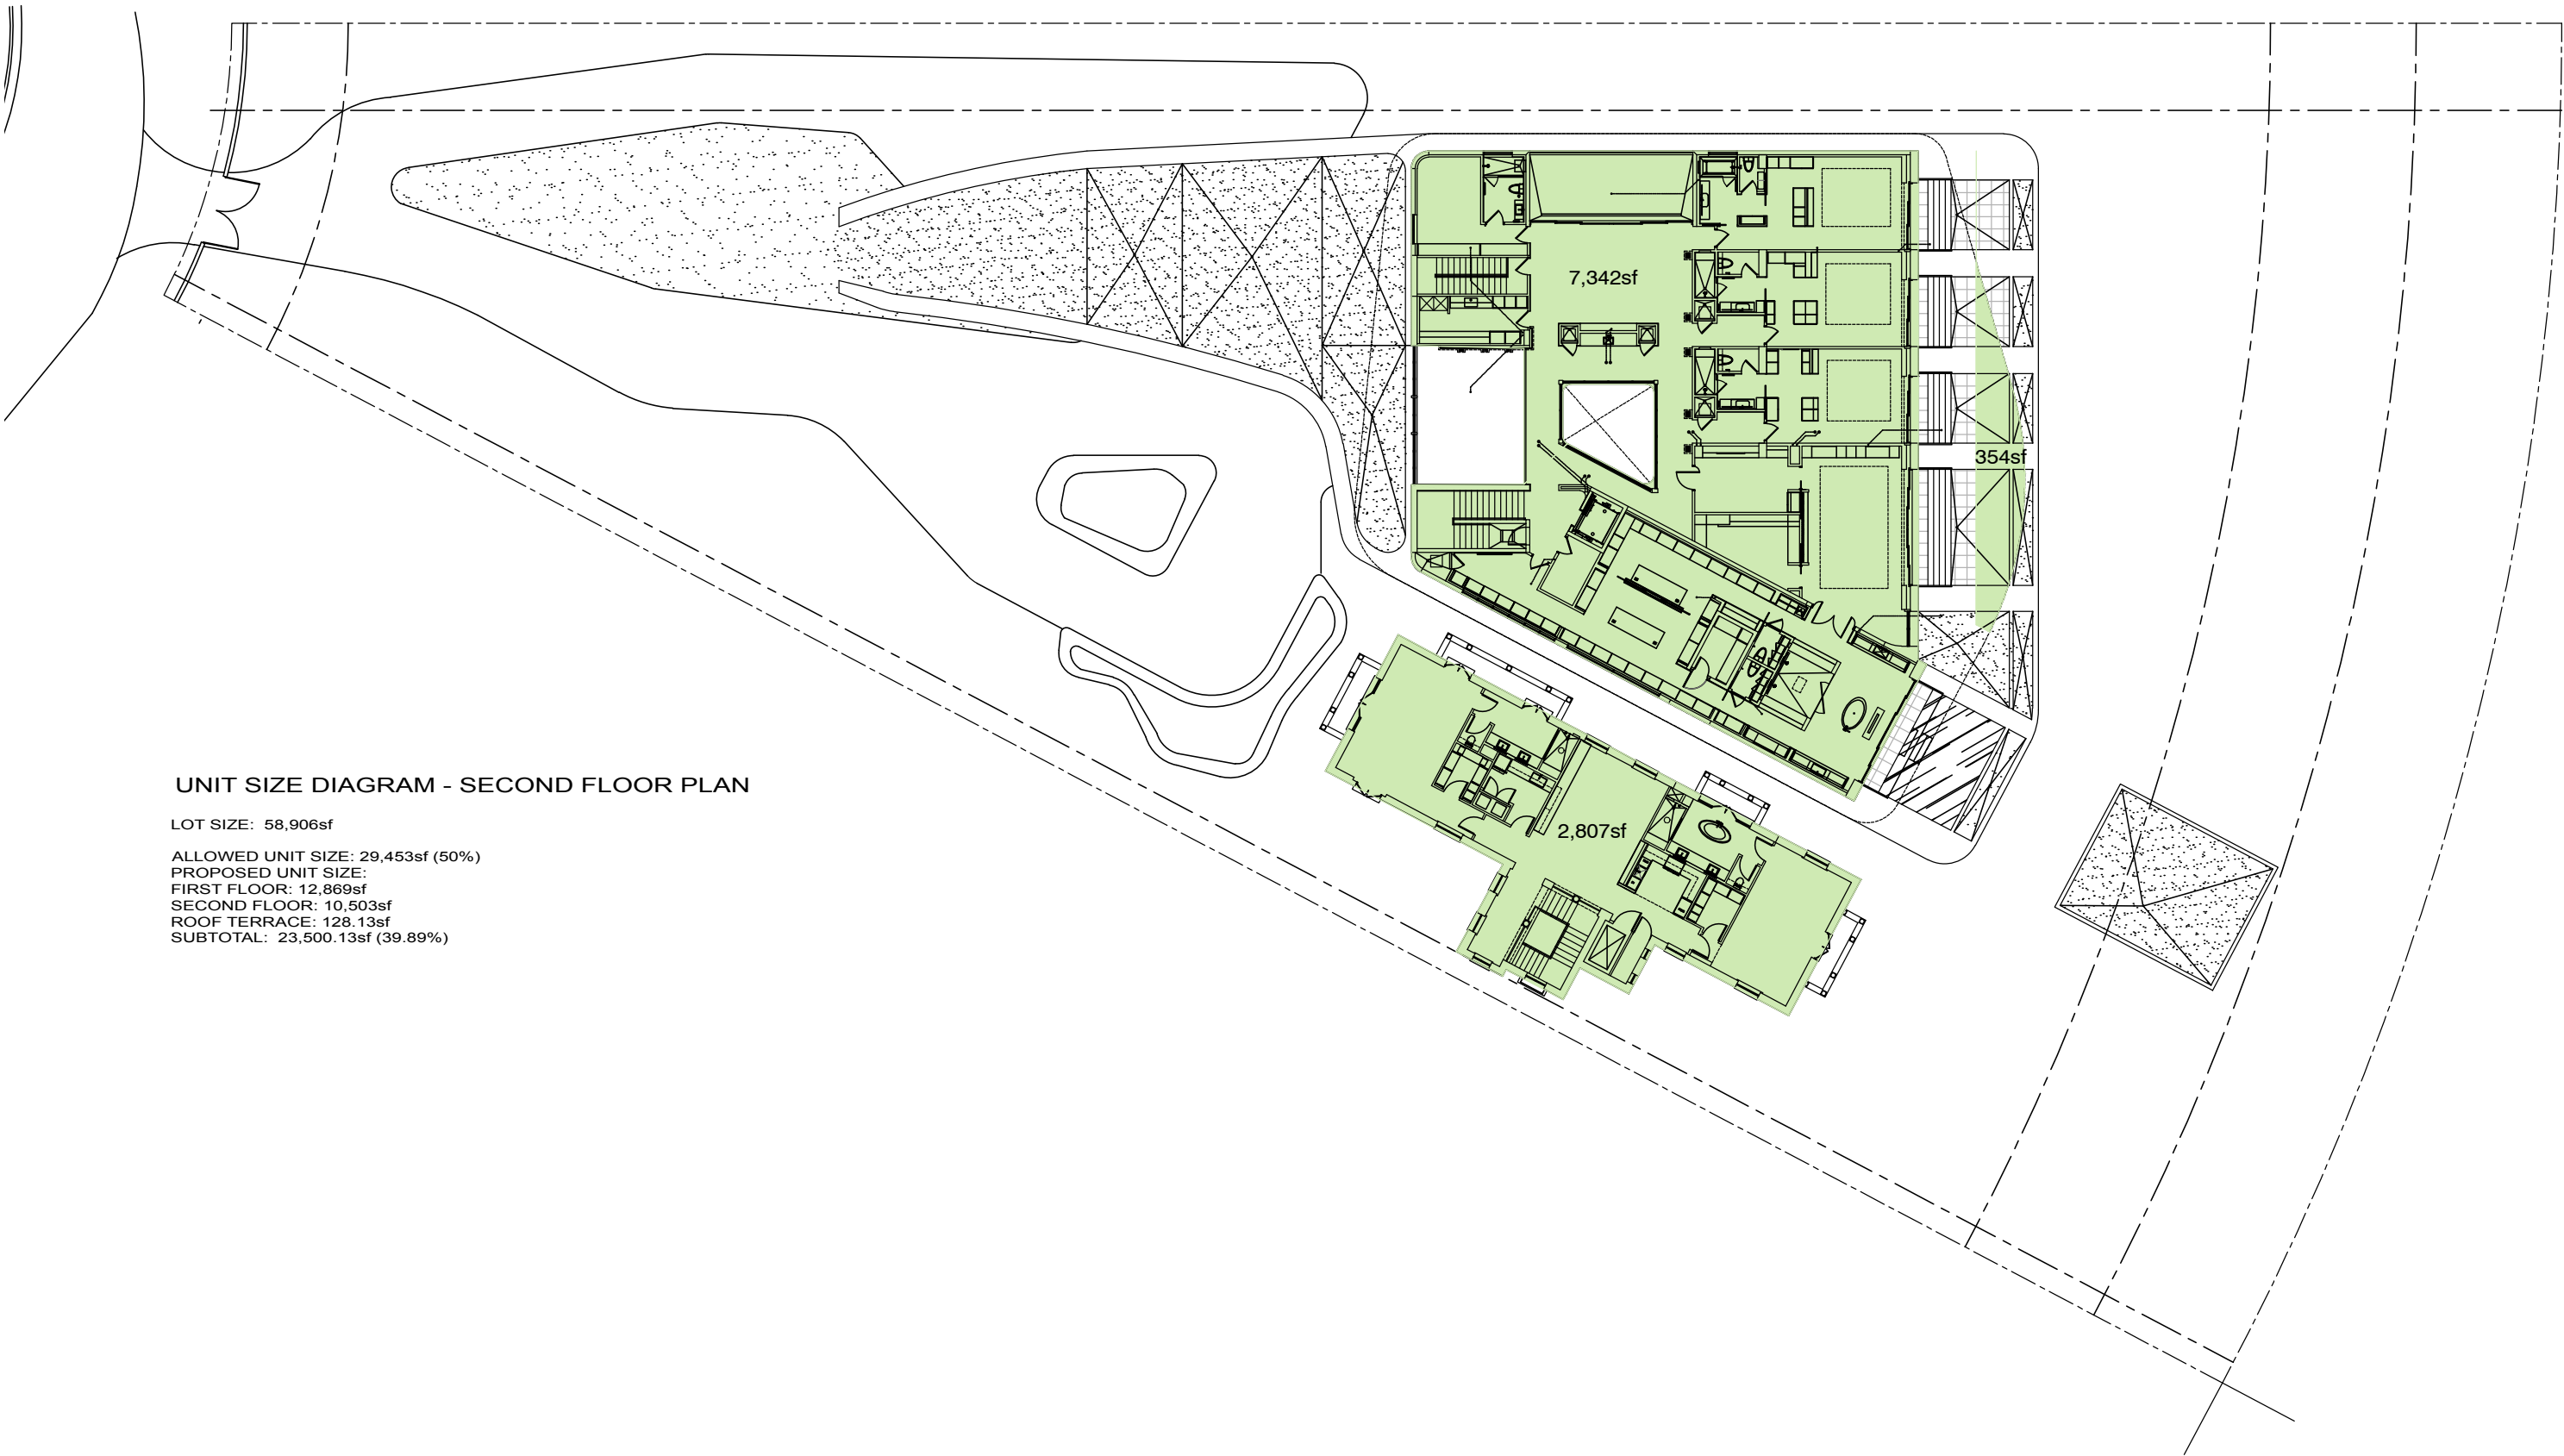 7,342sf
354sf
2,807sf
UNIT SIZE DIAGRAM - SECOND FLOOR PLAN
LOT SIZE: 58,906sf
ALLOWED UNIT SIZE: 29,453sf (50%)
PROPOSED UNIT SIZE:
FIRST FLOOR: 12,869sf
SECOND FLOOR: 10,503sf
ROOF TERRACE: 128.13sf
SUBTOTAL: 23,500.13sf (39.89%)